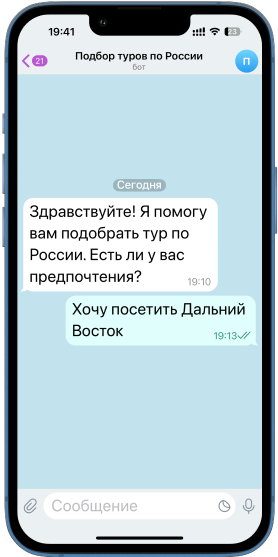 19:41
23
21
Подбор туров по России
бот
П
Сегодня
Здравствуйте! Я помогу
вам подобрать тур по
России. Есть ли у вас
предпочтения?
19:10
Хочу посетить Дальний
Восток
19:13
Сообщение